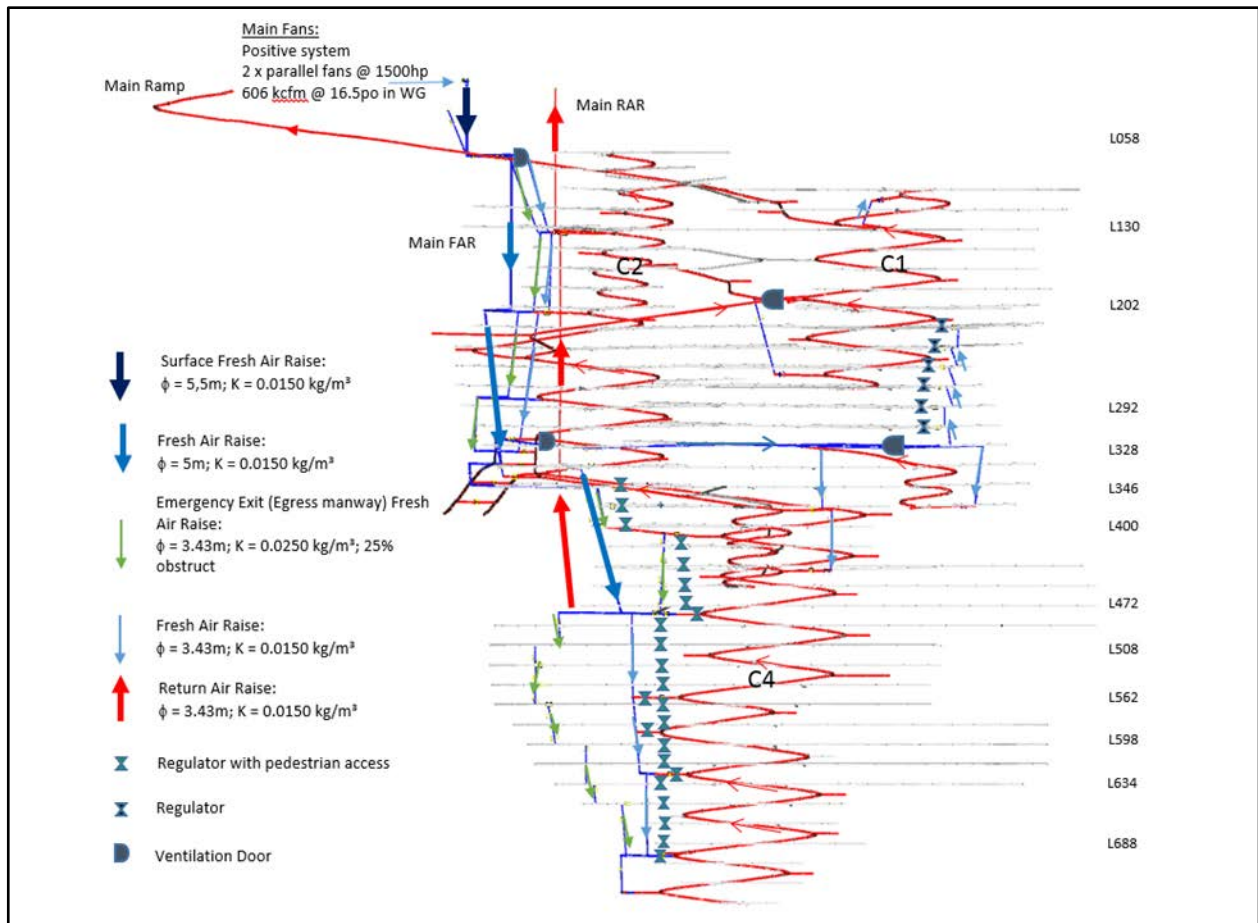 Main Fans:
Positive system
2 x parallel fans @ 1500hp
606 kcfm @ 16.5po in WG
Main Ramp
Main RAR
L058
Main FAR
L130
C2
C1
L202
Surface Fresh Air Raise:
ϕ = 5,5m; K = 0.0150 kg/m³
L292
Fresh Air Raise:
ϕ = 5m; K = 0.0150 kg/m³
L328
L346
Emergency Exit (Egress manway) Fresh
Air Raise:
ϕ = 3.43m; K = 0.0250 kg/m³; 25%
obstruct
L400
L472
Fresh Air Raise:
ϕ = 3.43m; K = 0.0150 kg/m³
L508
C4
Return Air Raise:
ϕ = 3.43m; K = 0.0150 kg/m³
L562
L598
Regulator with pedestrian access
L634
Regulator
L688
Ventilation Door